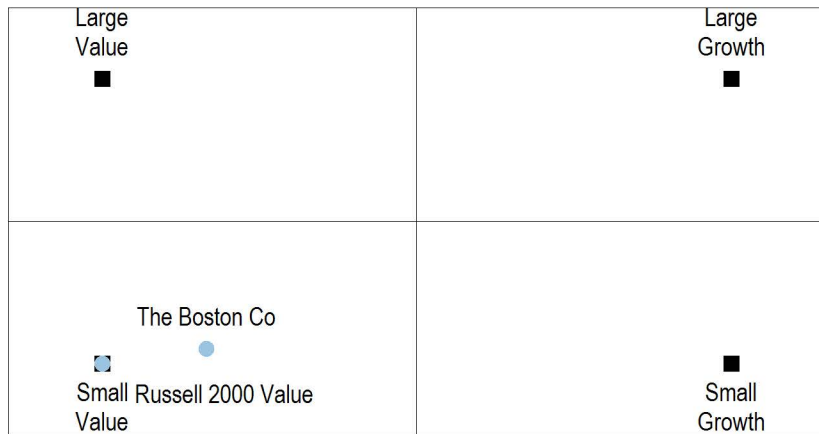 Large
Value
Large
Growth
The Boston Co
Small
Value
Russell 2000 Value
Small
Growth